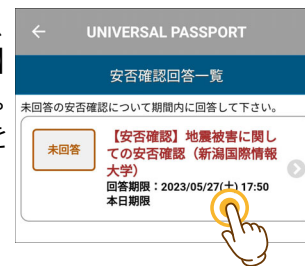 UNIVERSAL PASSPORT
安否確認回答一覧
未回答の安否確認について期間内に回答して下さい。
未回答
【安否確認】地震被害に関し
ての安否確認（新潟国際情報
大学）
回答期限：2023/05/27(土) 17:50
本日期限
を